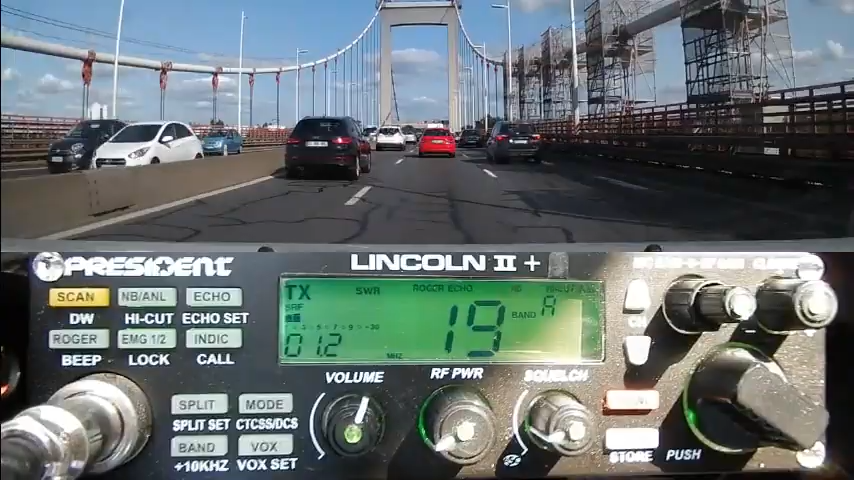 PRESIDENT
LINCOLN II +
SCAN
NB/ANL
ECHO
DW
HI-CUT
ECHO SET
ROGER
EMG 1/2
INDIC
BEEP
LOCK
CALL
TX
SWR
ROGER ECHO
01.2
MHZ
19
BAND A
VOLUME
RF PWR
SQUELCH
SPLIT
MODE
SPLIT SET
CTCSS/DCS
BAND
VOX
+10KHZ
VOX SET
STORE
PUSH